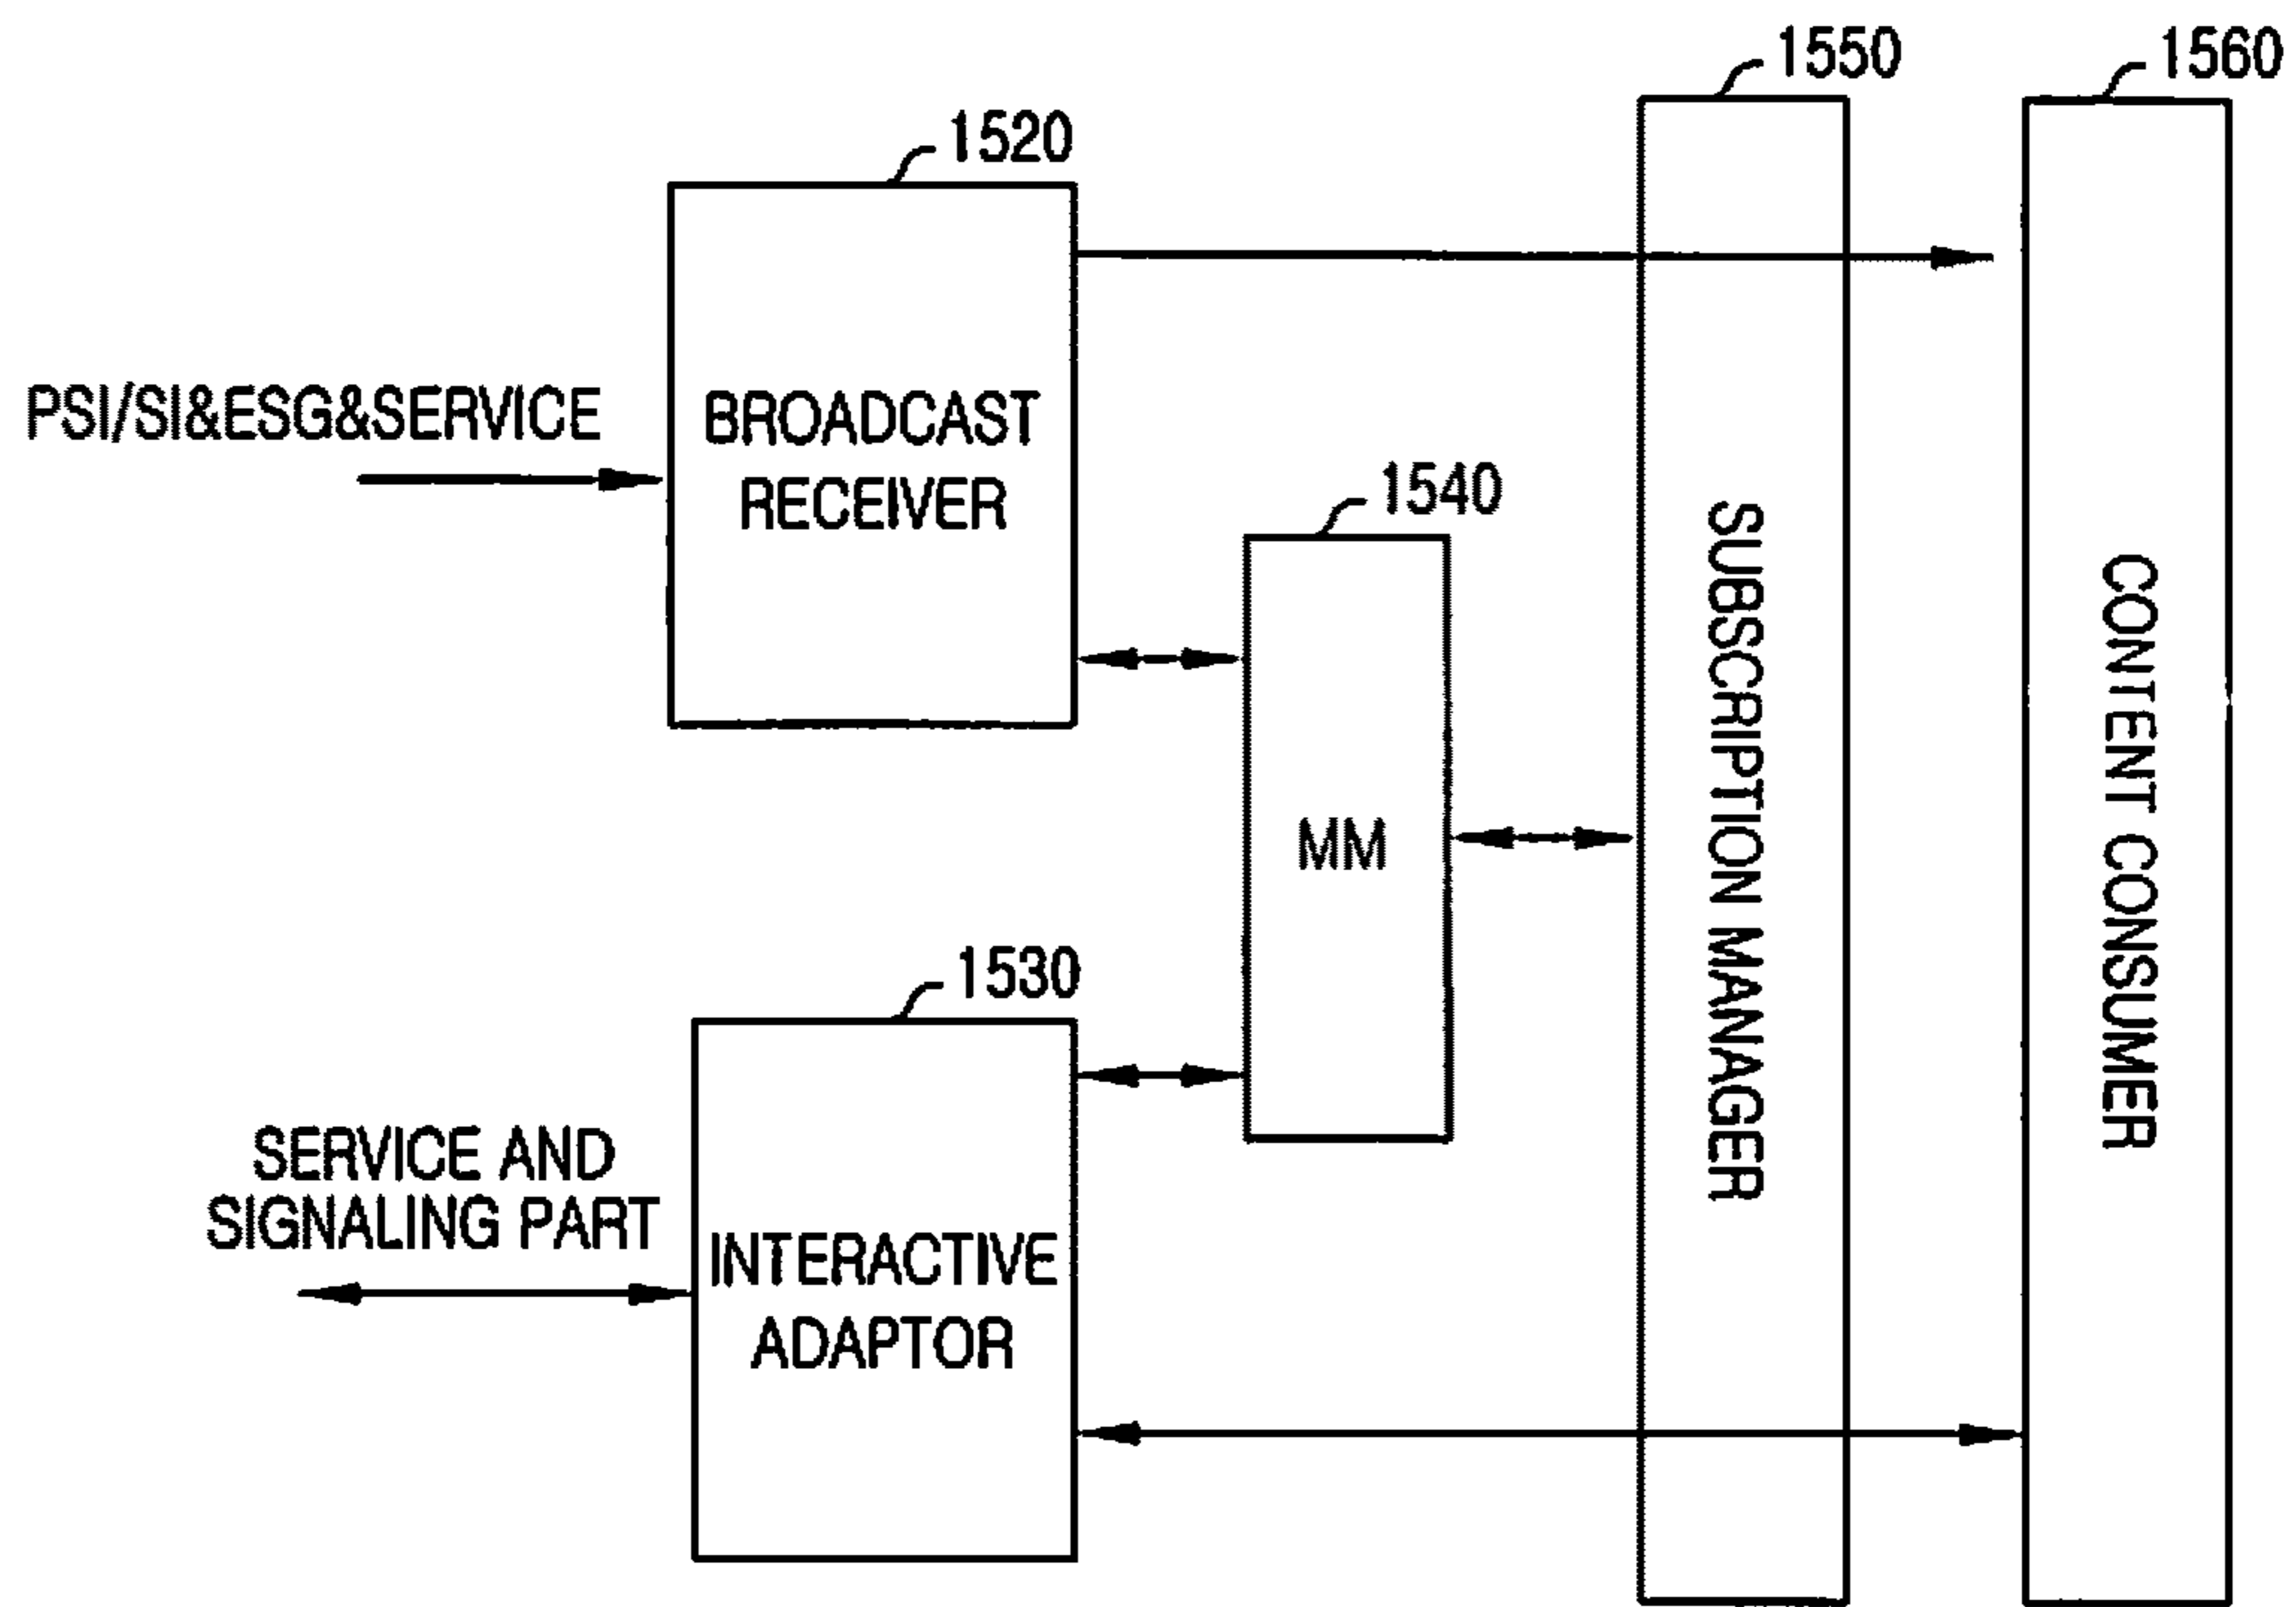 1550
1560
1520
PSI/SI&ESG&SERVICE
BROADCAST
RECEIVER
1540
MM
SUBSCRIPTION MANAGER
CONTENT CONSUMER
1530
SERVICE AND
SIGNALING PART
INTERACTIVE
ADAPTOR